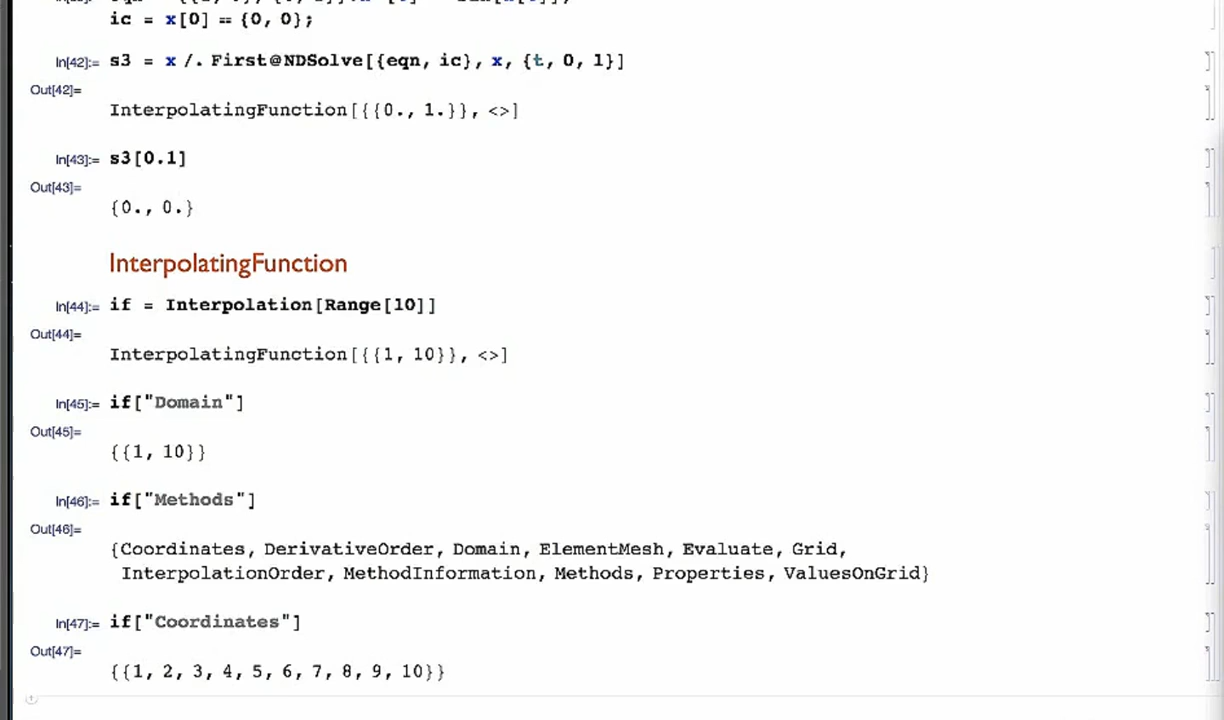 ic = x[0] == {0, 0};
In[42]:= s3 = x /. First@NDSolve[{eqn, ic}, x, {t, 0, 1}]
Out[42]=
InterpolatingFunction[{{0., 1.}}, <>]
In[43]:= s3[0.1]
Out[43]=
{0., 0.}
InterpolatingFunction
In[44]:= if = Interpolation[Range[10]]
Out[44]=
InterpolatingFunction[{{1, 10}}, <>]
In[45]:= if["Domain"]
Out[45]=
{{1, 10}}
In[46]:= if["Methods"]
Out[46]=
{Coordinates, DerivativeOrder, Domain, ElementMesh, Evaluate, Grid,
InterpolationOrder, MethodInformation, Methods, Properties, ValuesOnGrid}
In[47]:= if["Coordinates"]
Out[47]=
{{1, 2, 3, 4, 5, 6, 7, 8, 9, 10}}